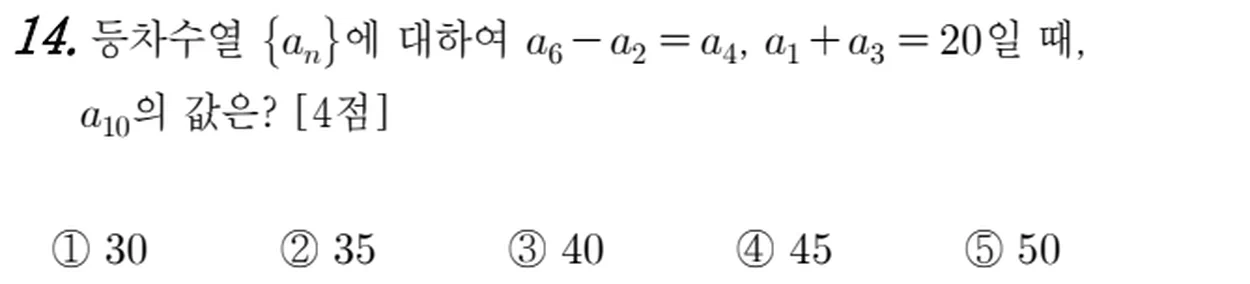 14. 등차수열 {aₙ}에 대하여 a₆－a₂＝a₄, a₁＋a₃＝20일 때,
a₁₀의 값은? [4점]
① 30 ② 35 ③ 40 ④ 45 ⑤ 50